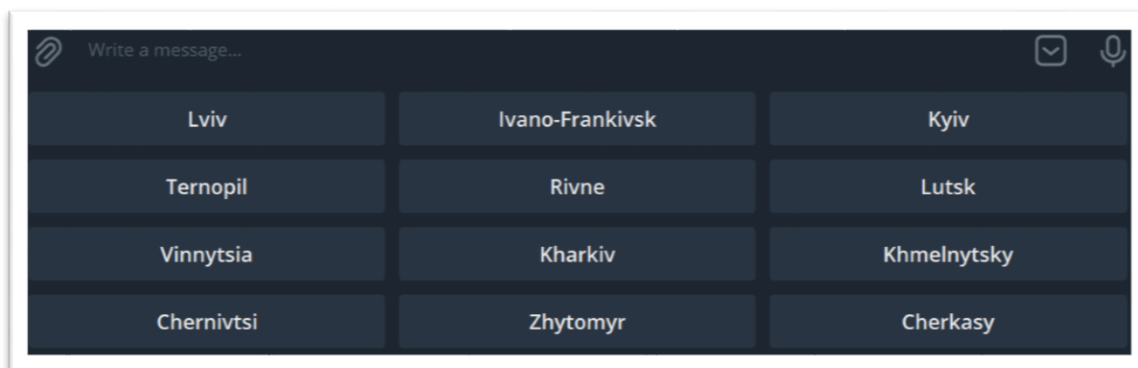 Write a message...
Lviv Ivano-Frankivsk Kyiv
Ternopil Rivne Lutsk
Vinnytsia Kharkiv Khmelnytsky
Chernivtsi Zhytomyr Cherkasy